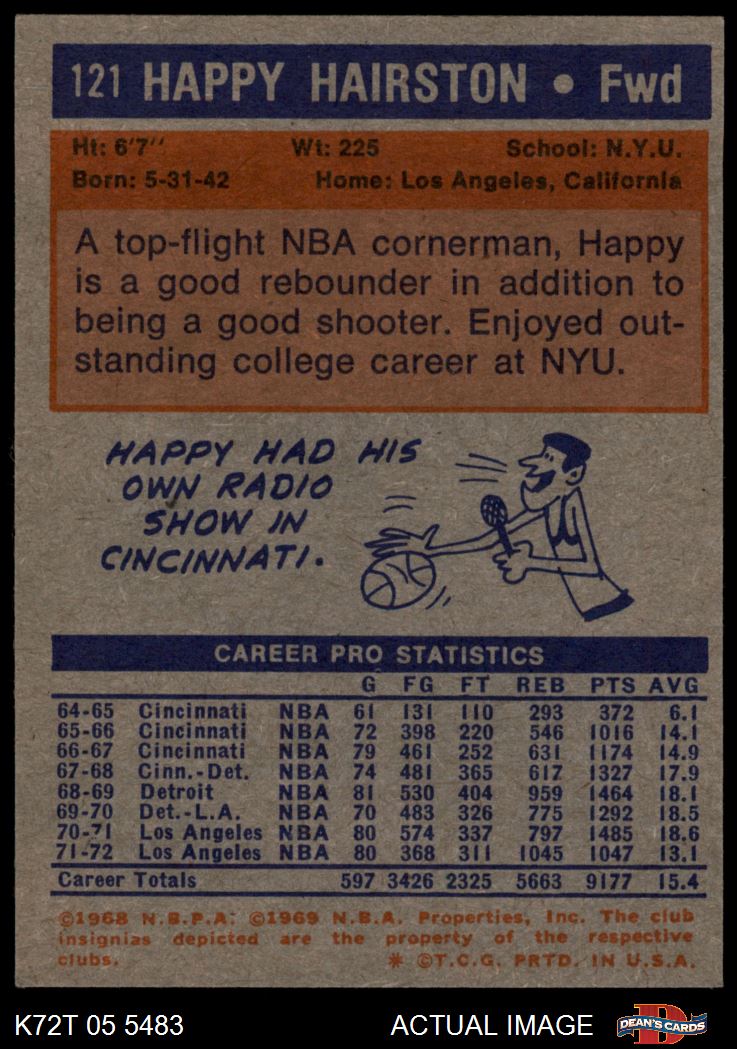 121 HAPPY HAIRSTON • Fwd
Ht: 6'7'' Wt: 225 School: N.Y.U.
Born: 5-31-42 Home: Los Angeles, California
A top-flight NBA cornerman, Happy
is a good rebounder in addition to
being a good shooter. Enjoyed out-
standing college career at NYU.
HAPPY HAD HIS
OWN RADIO
SHOW IN
CINCINNATI.
CAREER PRO STATISTICS
G FG FT REB PTS AVG
64-65 Cincinnati NBA 61 131 110 293 372 6.1
65-66 Cincinnati NBA 72 398 220 546 1016 14.1
66-67 Cincinnati NBA 79 461 252 631 1174 14.9
67-68 Cinn.-Det. NBA 74 481 365 617 1327 17.9
68-69 Detroit NBA 81 530 404 959 1464 18.1
69-70 Det.-L.A. NBA 70 483 326 775 1292 18.5
70-71 Los Angeles NBA 80 574 337 797 1485 18.6
71-72 Los Angeles NBA 80 368 311 1045 1047 13.1
Career Totals 597 3426 2325 5663 9177 15.4
©1968 N.B.P.A. ©1969 N.B.A. Properties, Inc. The club
insignias depicted are the property of the respective
clubs. * ©T.C.G. PRTD. IN U.S.A.
K72T 05 5483 ACTUAL IMAGE D DEAN'S CARDS